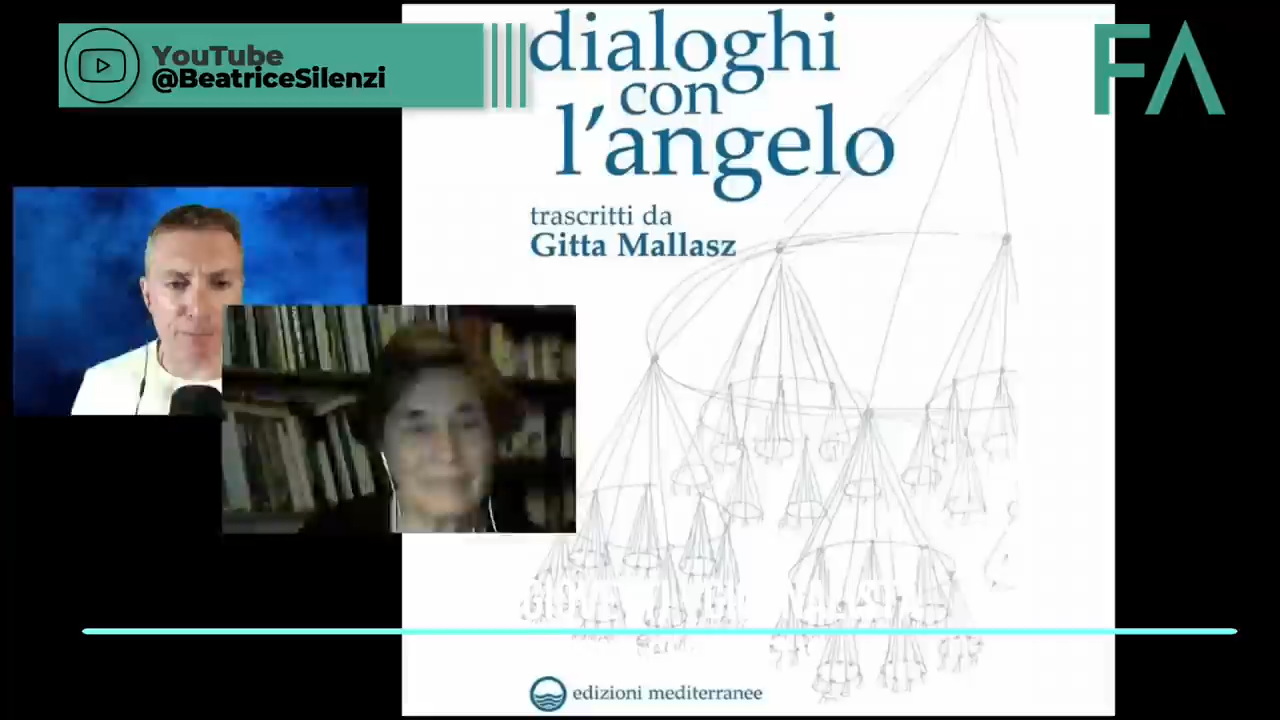 YouTube
@BeatriceSilenzi
FA
dialoghi
con
l'angelo
trascritti da
Gitta Mallasz
edizioni mediterranee